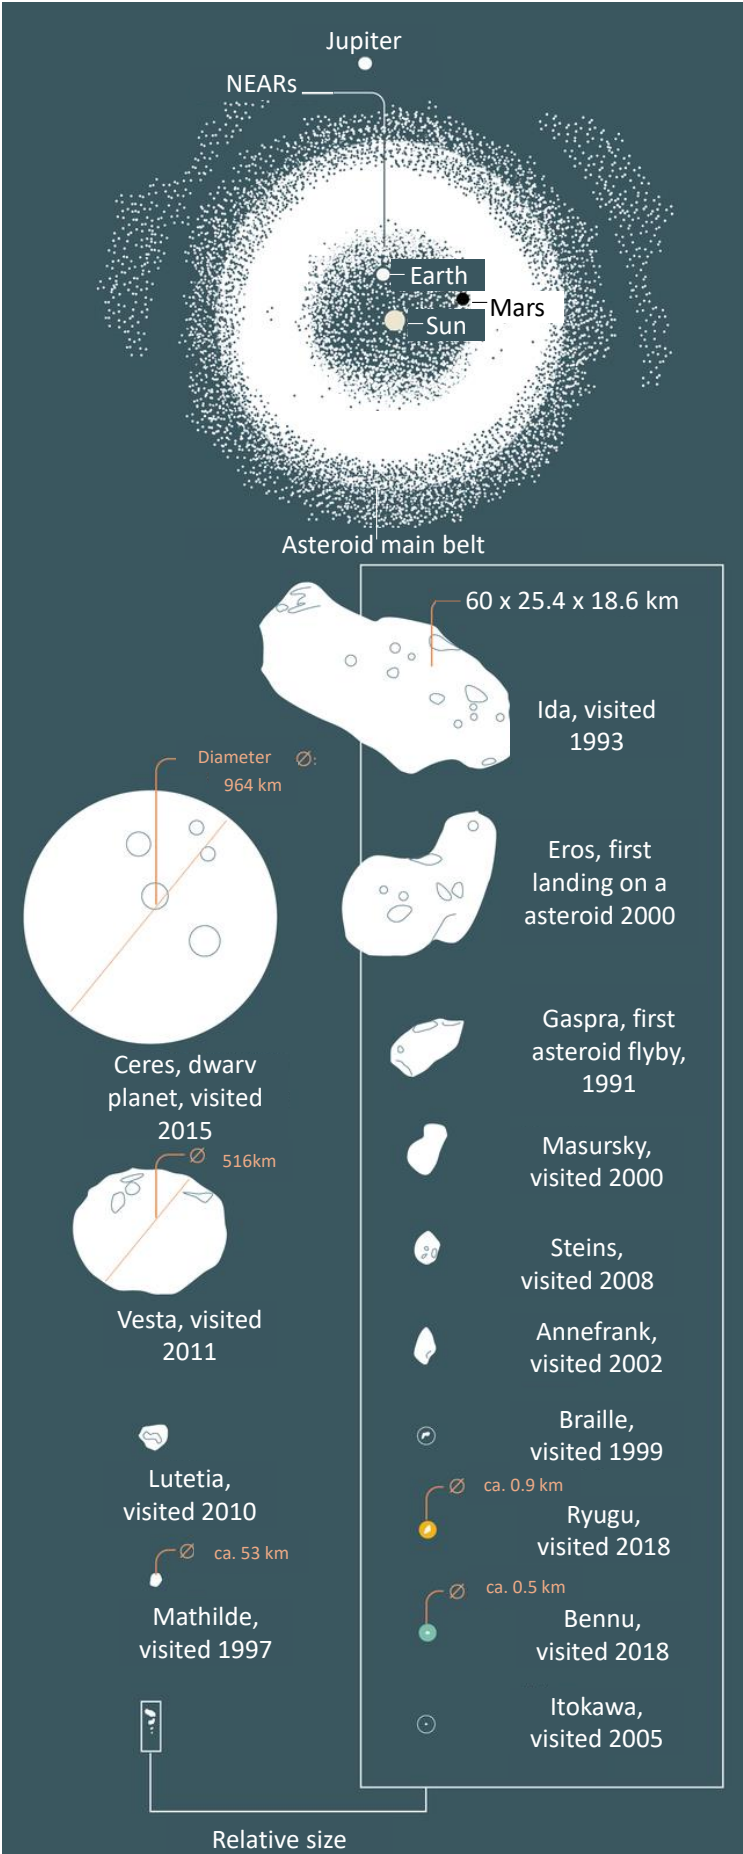 Jupiter
NEARs
Earth
Mars
Sun
Asteroid main belt
60 x 25.4 x 18.6 km
Ida, visited
1993
Diameter ∅:
964 km
Ceres, dwarv
planet, visited
2015
Eros, first
landing on a
asteroid 2000
Gaspra, first
asteroid flyby,
1991
∅ 516km
Vesta, visited
2011
Masursky,
visited 2000
Steins,
visited 2008
Annefrank,
visited 2002
Lutetia,
visited 2010
Braille,
visited 1999
∅ ca. 53 km
Mathilde,
visited 1997
∅ ca. 0.9 km
Ryugu,
visited 2018
∅ ca. 0.5 km
Bennu,
visited 2018
Itokawa,
visited 2005
Relative size